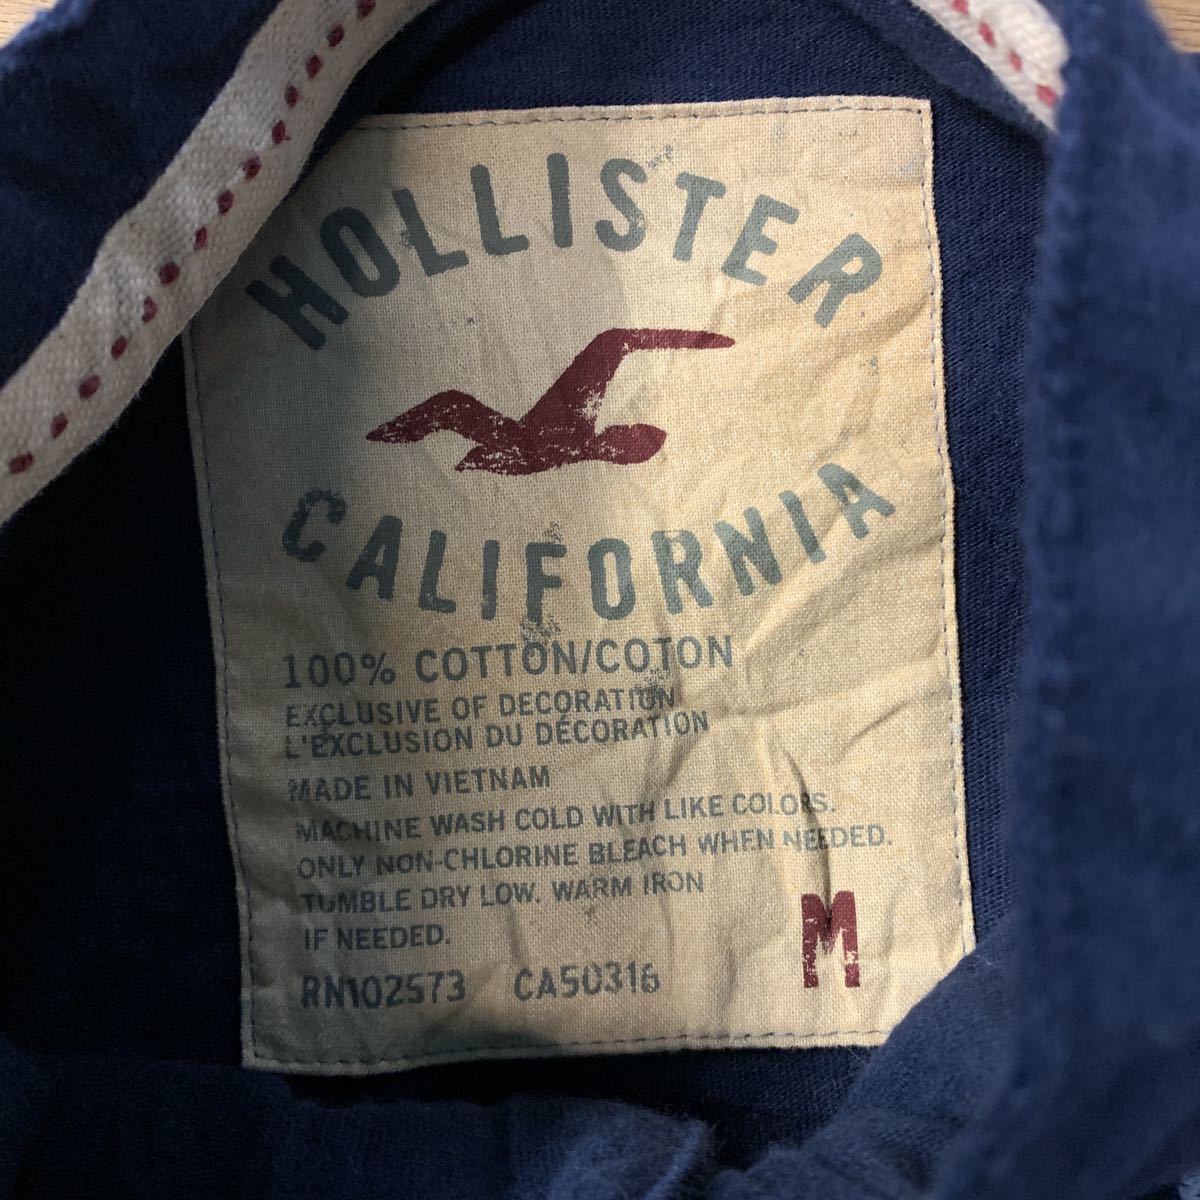 HOLLISTER
CALIFORNIA
100% COTTON/COTON
EXCLUSIVE OF DECORATION
L'EXCLUSION DU DÉCORATION
MADE IN VIETNAM
MACHINE WASH COLD WITH LIKE COLORS.
ONLY NON-CHLORINE BLEACH WHEN NEEDED.
TUMBLE DRY LOW. WARM IRON
IF NEEDED.
RN102573 CA50316
M